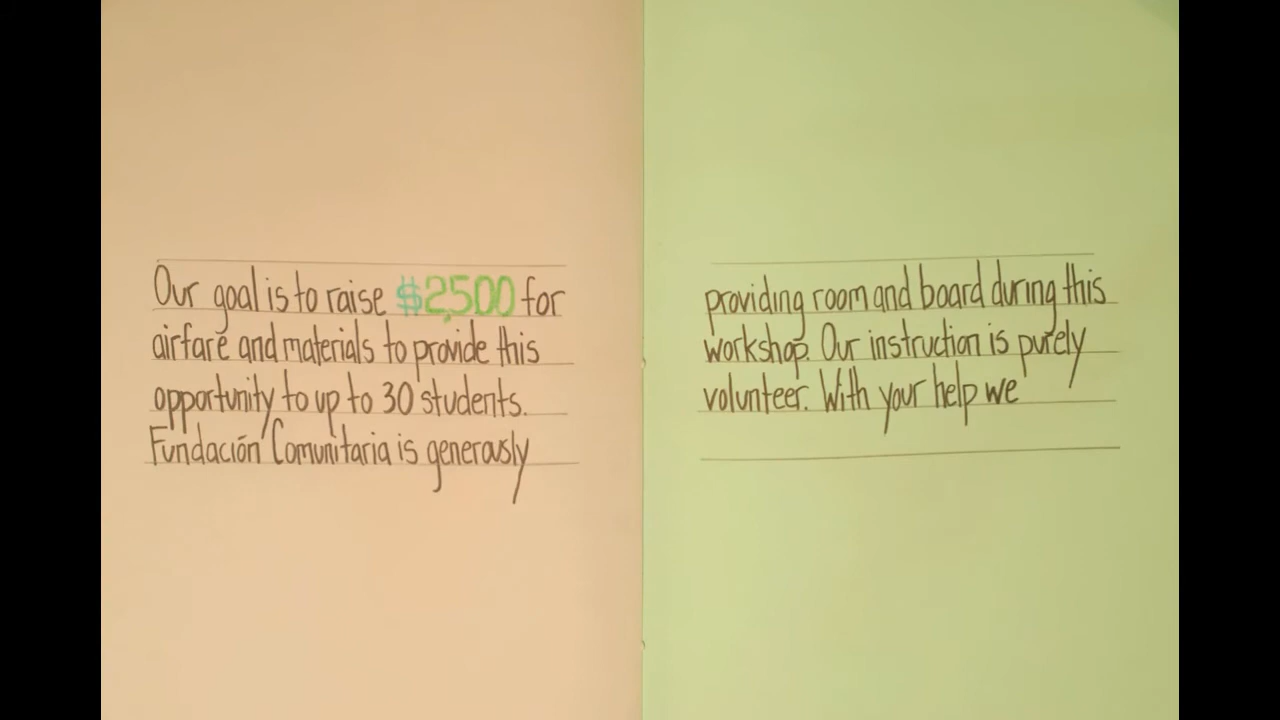 Our goal is to raise $2,500 for
airfare and materials to provide this
opportunity to up to 30 students.
Fundación Comunitaria is generously
providing room and board during this
workshop. Our instruction is purely
volunteer. With your help we